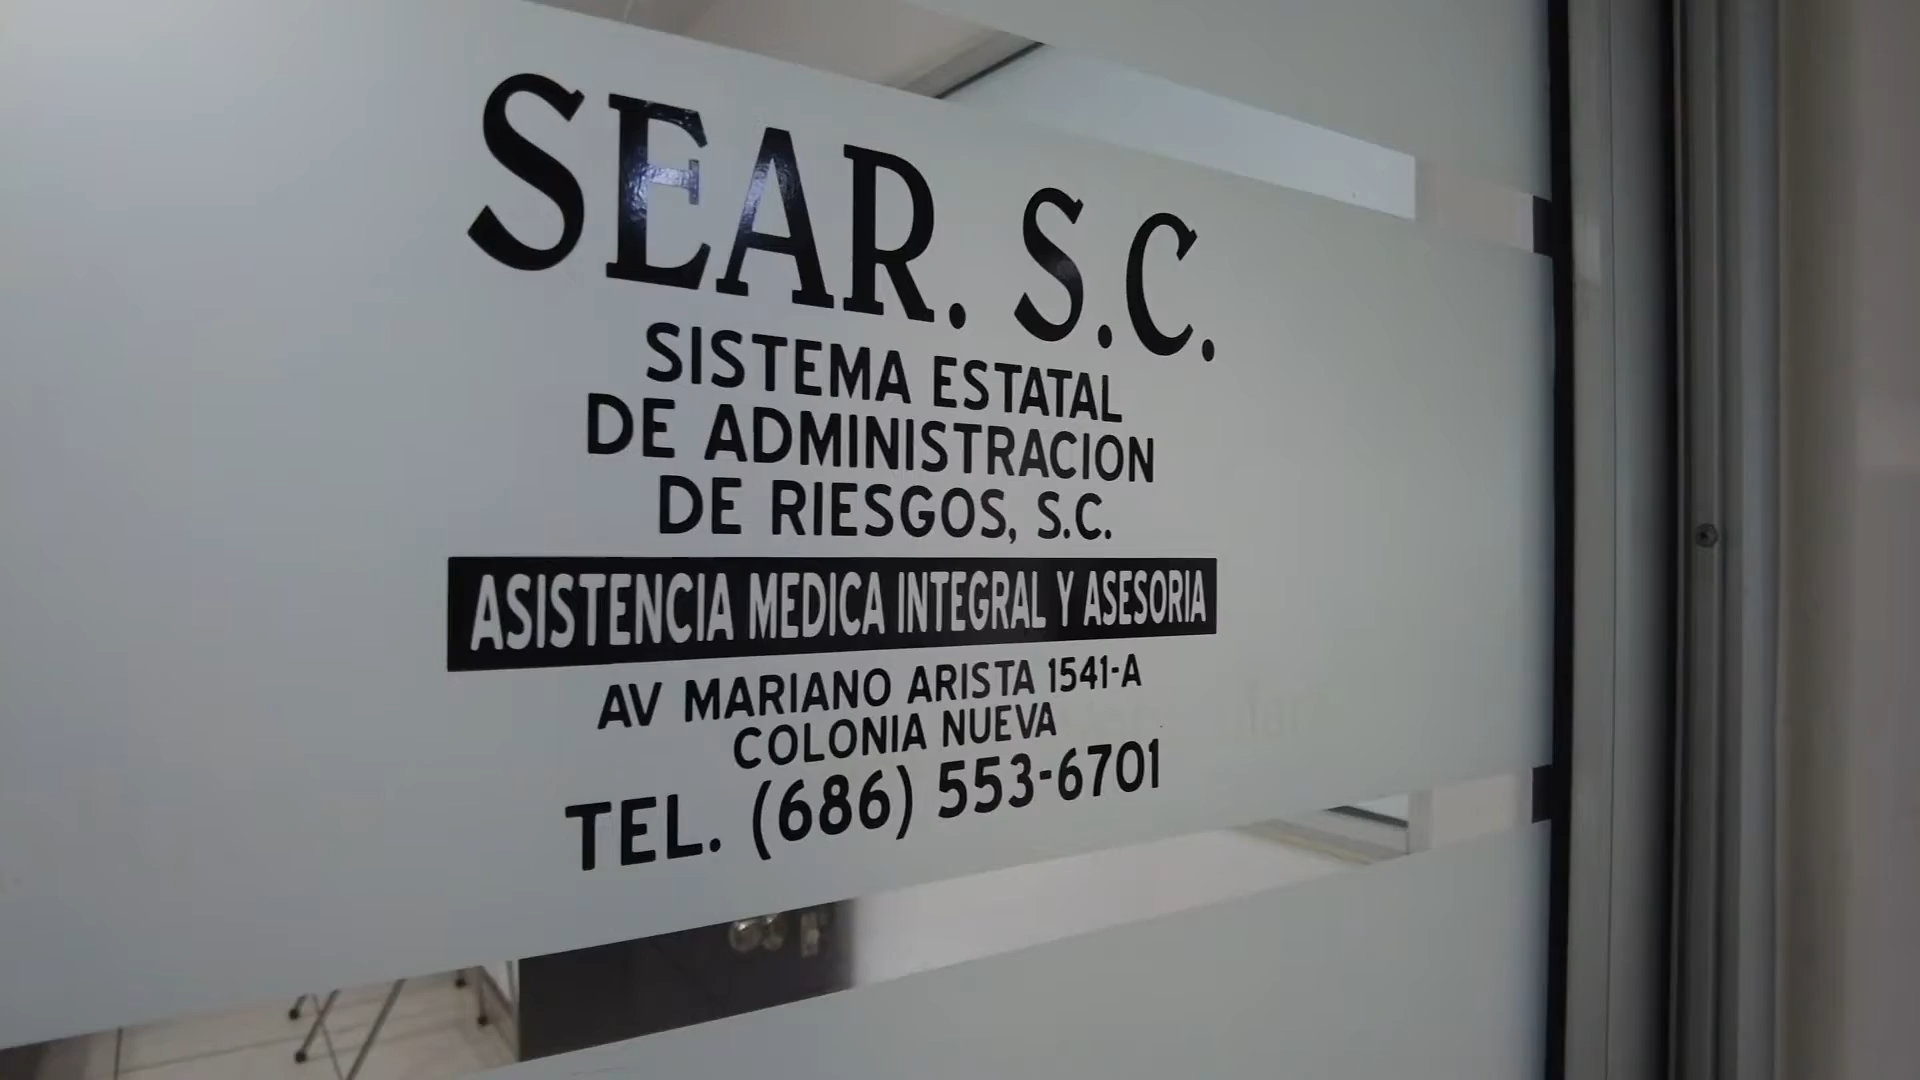 SEAR. S.C.
SISTEMA ESTATAL
DE ADMINISTRACION
DE RIESGOS, S.C.
ASISTENCIA MEDICA INTEGRAL Y ASESORIA
AV MARIANO ARISTA 1541-A
COLONIA NUEVA
TEL. (686) 553-6701